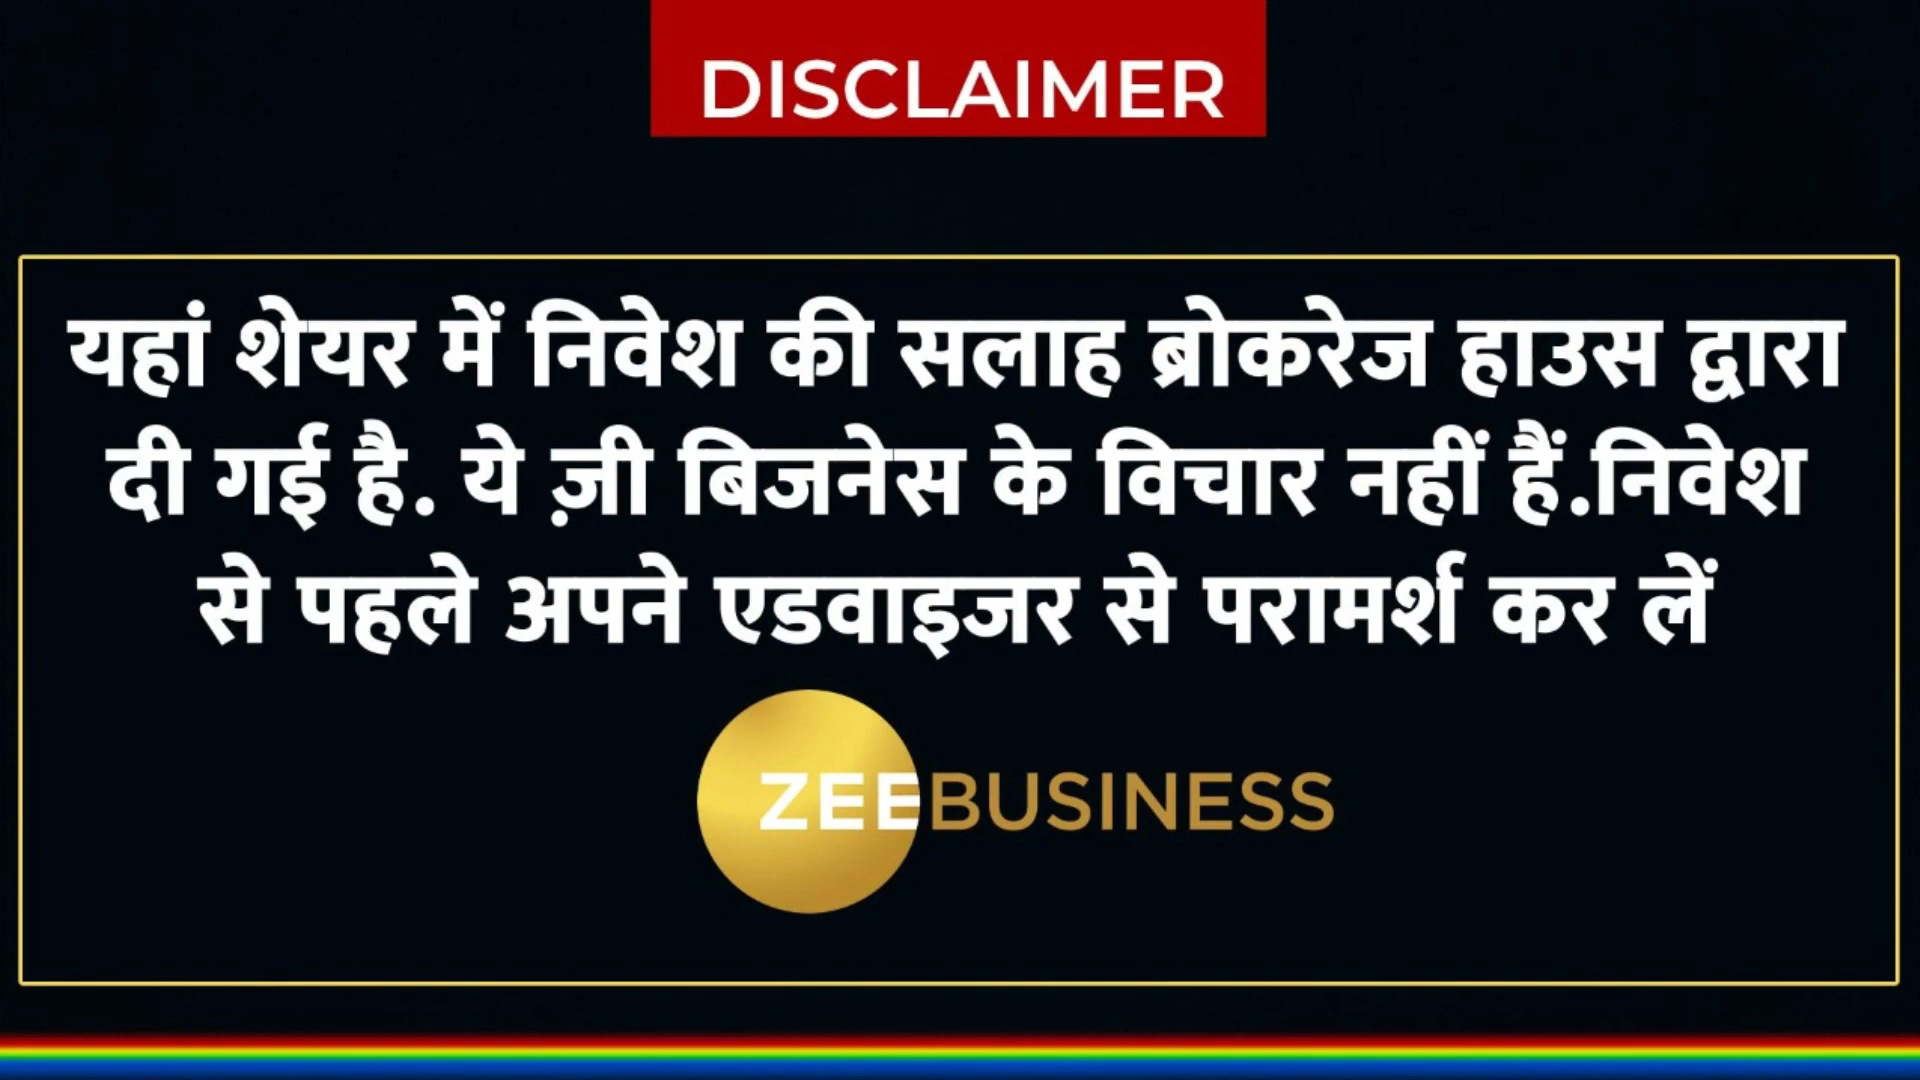 DISCLAIMER
यहां शेयर में निवेश की सलाह ब्रोकरेज हाउस द्वारा
दी गई है. ये ज़ी बिजनेस के विचार नहीं हैं.निवेश
से पहले अपने एडवाइजर से परामर्श कर लें
ZEEBUSINESS